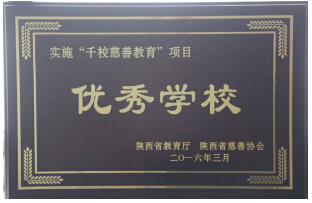 实施“千校慈善教育”项目
优秀学校
陕西省教育厅 陕西省慈善协会
二〇一六年三月